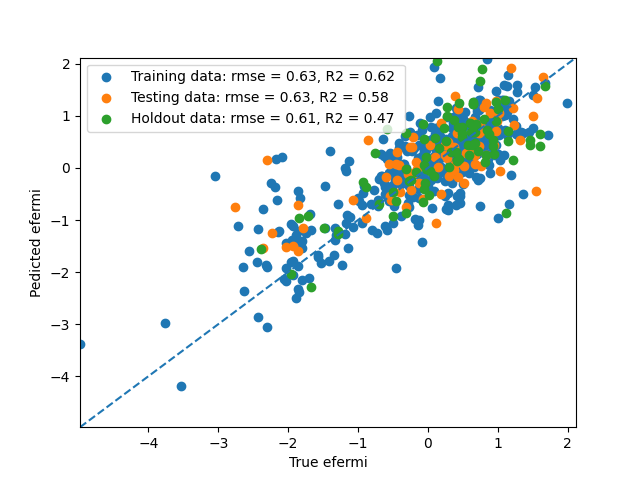 2
1
0
−1
−2
−3
−4
Pedicted efermi
Training data: rmse = 0.63, R2 = 0.62
Testing data: rmse = 0.63, R2 = 0.58
Holdout data: rmse = 0.61, R2 = 0.47
−4 −3 −2 −1 0 1 2
True efermi